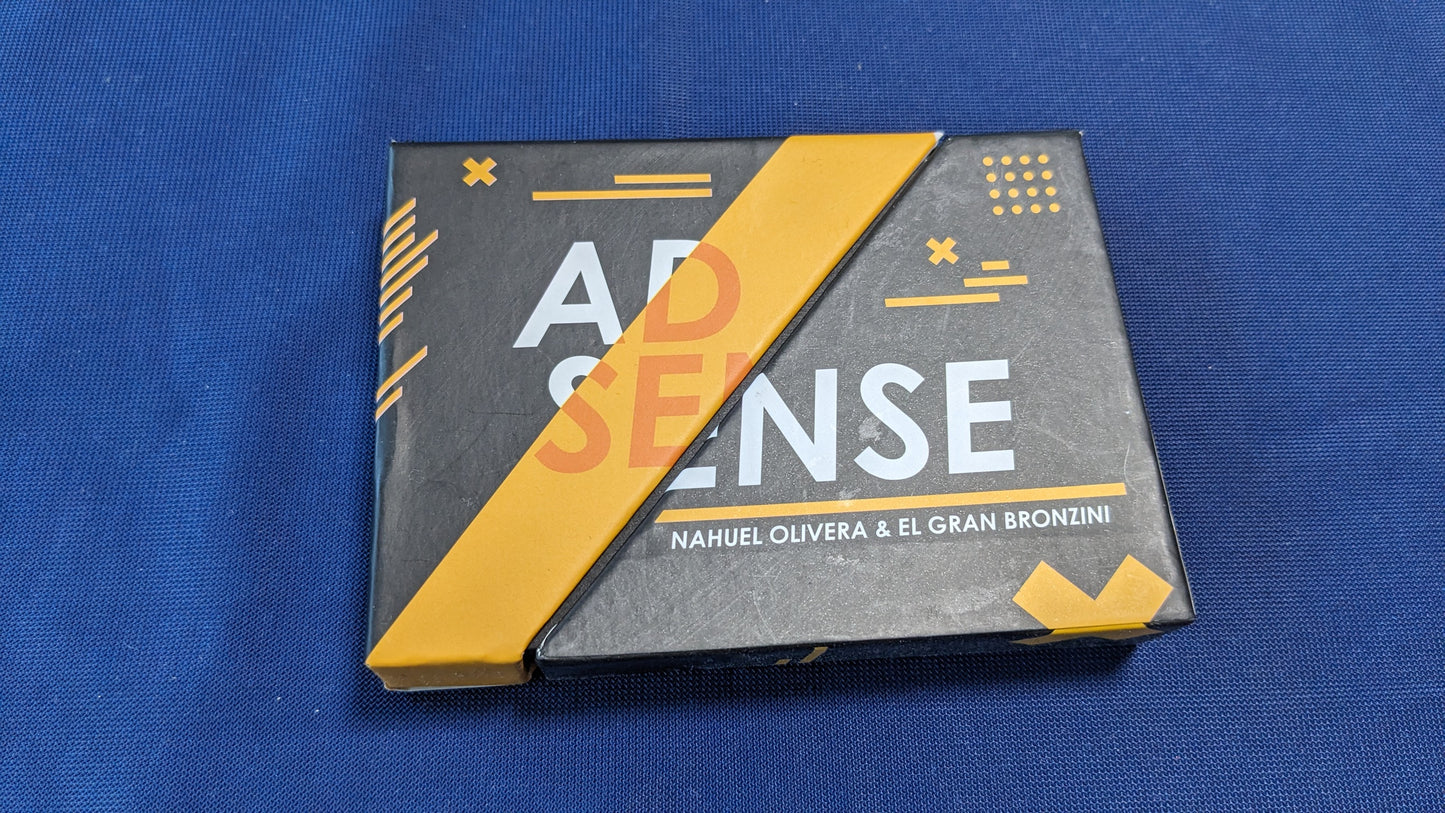 AD
SENSE
NAHUEL OLIVERA & EL GRAN BRONZINI